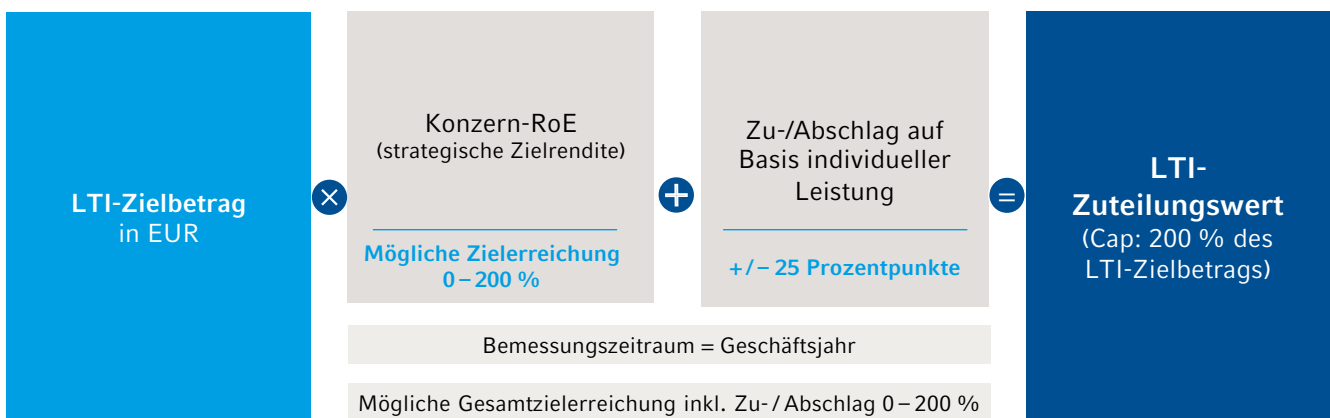 LTI-Zielbetrag
in EUR
×
Konzern-RoE
(strategische Zielrendite)
Mögliche Zielerreichung
0 – 200 %
+
Zu-/Abschlag auf
Basis individueller
Leistung
+/– 25 Prozentpunkte
=
LTI-
Zuteilungswert
(Cap: 200 % des
LTI-Zielbetrags)
Bemessungszeitraum = Geschäftsjahr
Mögliche Gesamtzielerreichung inkl. Zu-/Abschlag 0 – 200 %